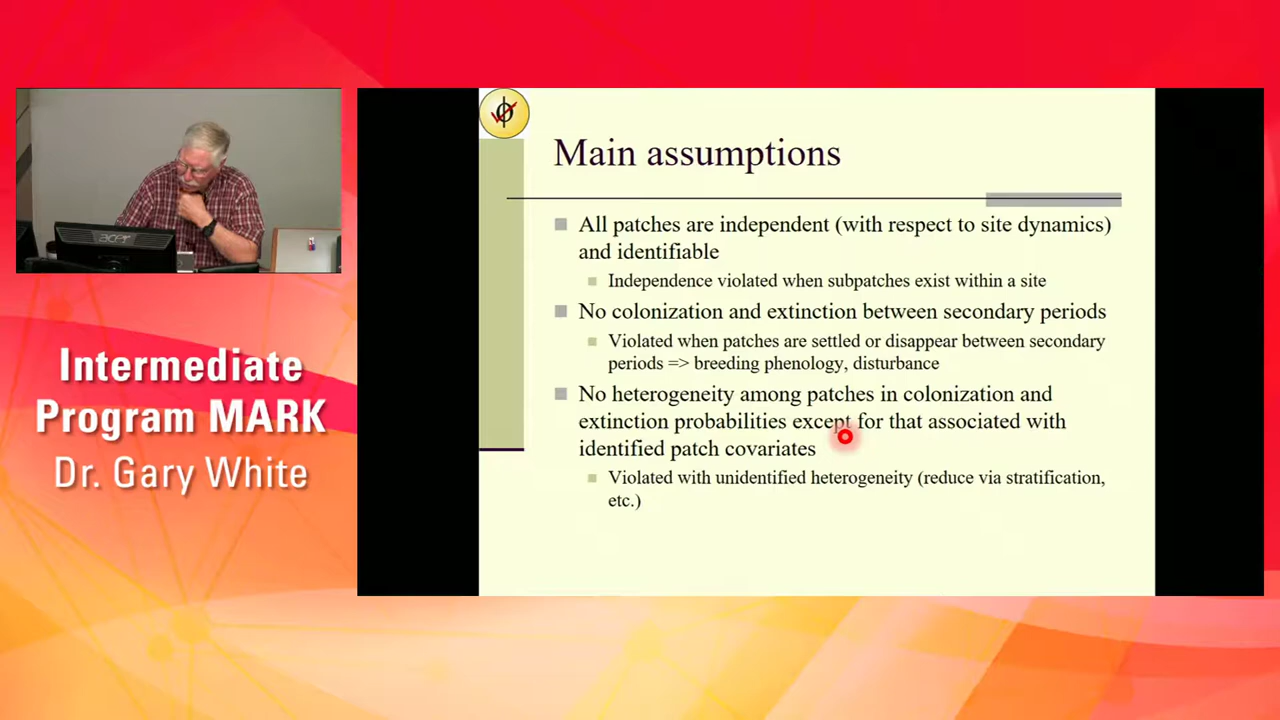 Main assumptions
All patches are independent (with respect to site dynamics)
and identifiable
Independence violated when subpatches exist within a site
No colonization and extinction between secondary periods
Violated when patches are settled or disappear between secondary
periods => breeding phenology, disturbance
No heterogeneity among patches in colonization and
extinction probabilities except for that associated with
identified patch covariates
Violated with unidentified heterogeneity (reduce via stratification,
etc.)
acer
Intermediate
Program MARK
Dr. Gary White